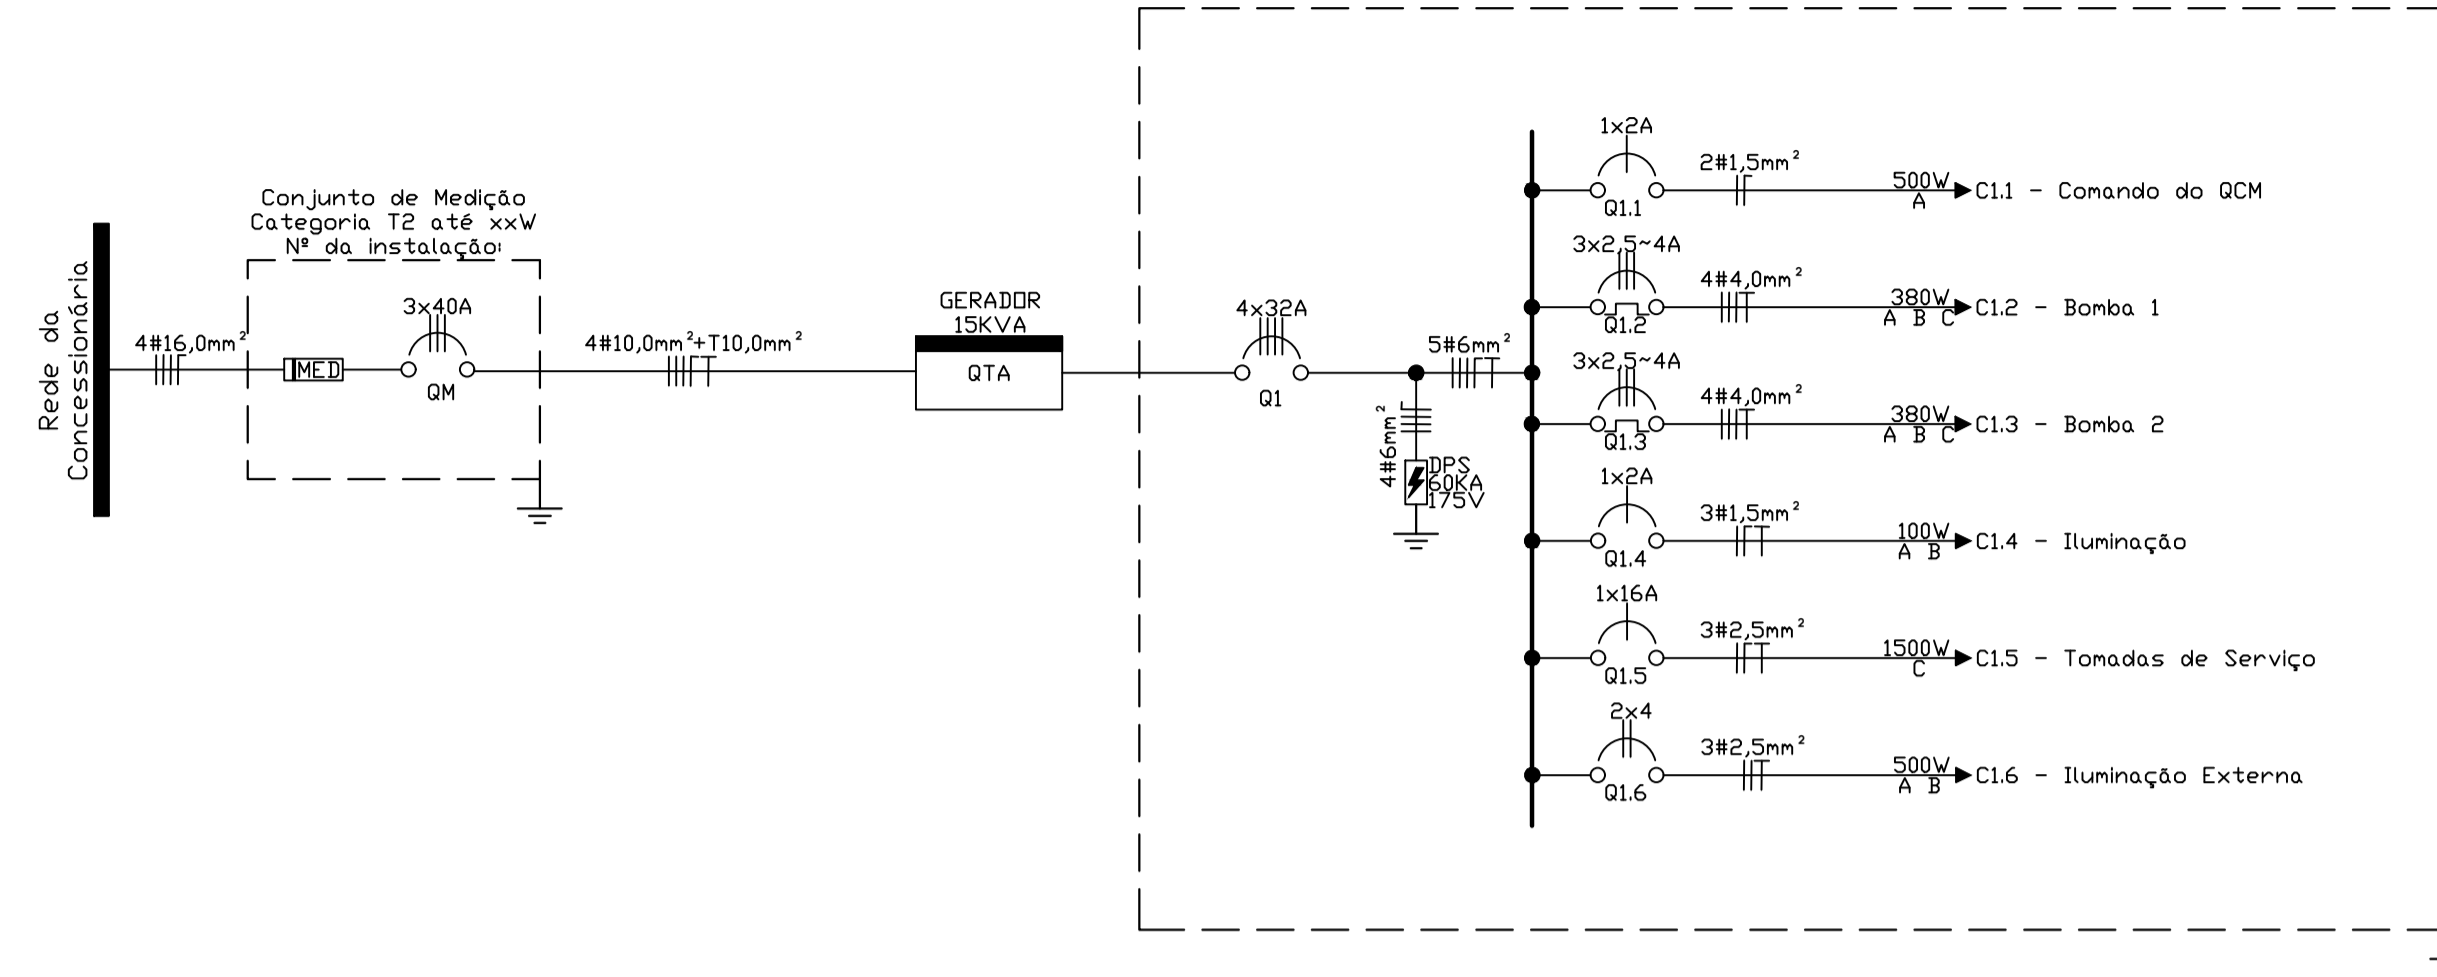 Rede da
Concessionária
4#16,0mm²
Conjunto de Medição
Categoria T2 até xxW
Nº da instalação:
MED
3x40A
QM
4#10,0mm²+T10,0mm²
GERADOR
15KVA
QTA
4x32A
Q1
5#6mm²
4#6mm²
DPS
60KA
175V
1x2A
Q1.1
2#1,5mm²
500W
A
C1.1 - Comando do QCM
3x2,5~4A
Q1.2
4#4,0mm²
380W
A B C
C1.2 - Bomba 1
3x2,5~4A
Q1.3
4#4,0mm²
380W
A B C
C1.3 - Bomba 2
1x2A
Q1.4
3#1,5mm²
100W
A B
C1.4 - Iluminação
1x16A
Q1.5
3#2,5mm²
1500W
C
C1.5 - Tomadas de Serviço
2x4
Q1.6
3#2,5mm²
500W
A B
C1.6 - Iluminação Externa